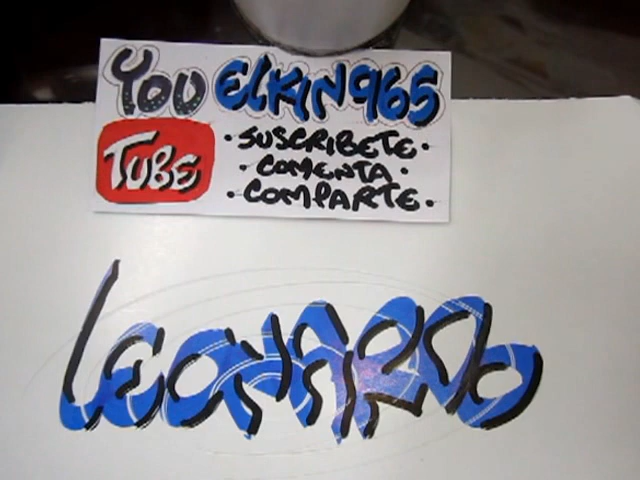 YOU ELKIN965
TUBE
• SUSCRIBETE •
• COMENTA •
• COMPARTE •
LEONARDO